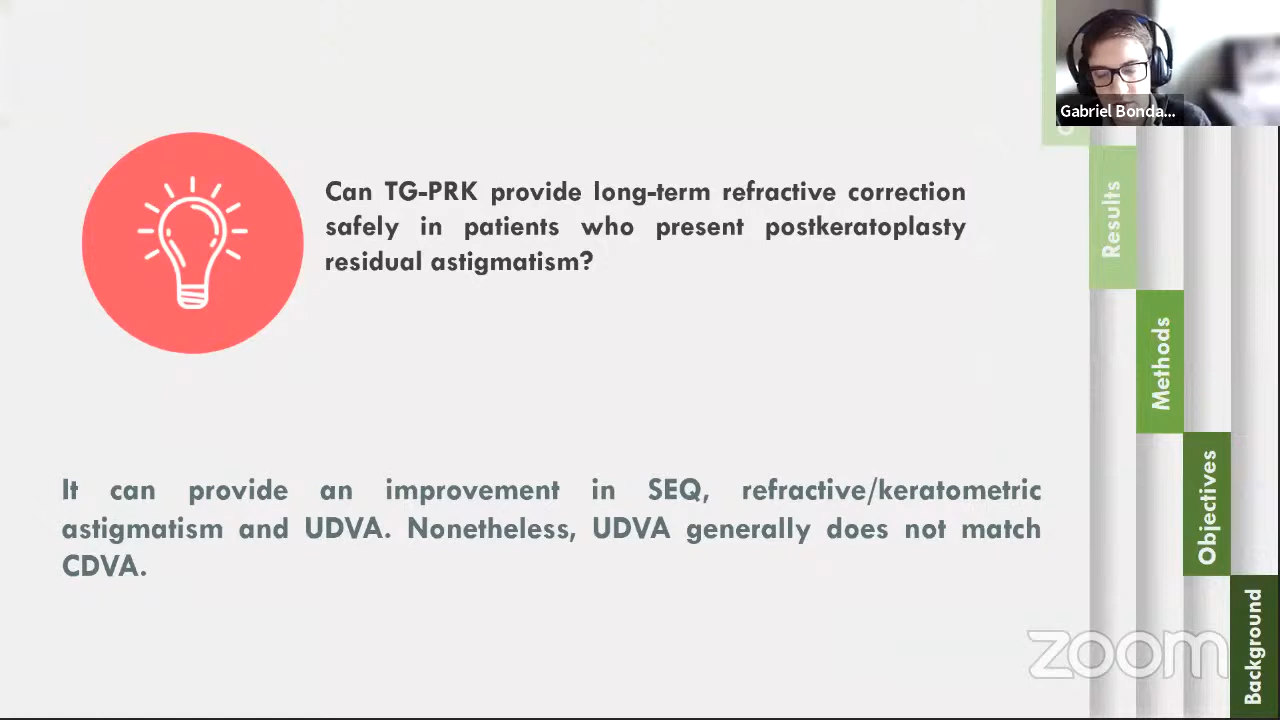 Gabriel Bonda...
Can TG-PRK provide long-term refractive correction
safely in patients who present postkeratoplasty
residual astigmatism?
It can provide an improvement in SEQ, refractive/keratometric
astigmatism and UDVA. Nonetheless, UDVA generally does not match
CDVA.
Results
Methods
Objectives
Background
zoom